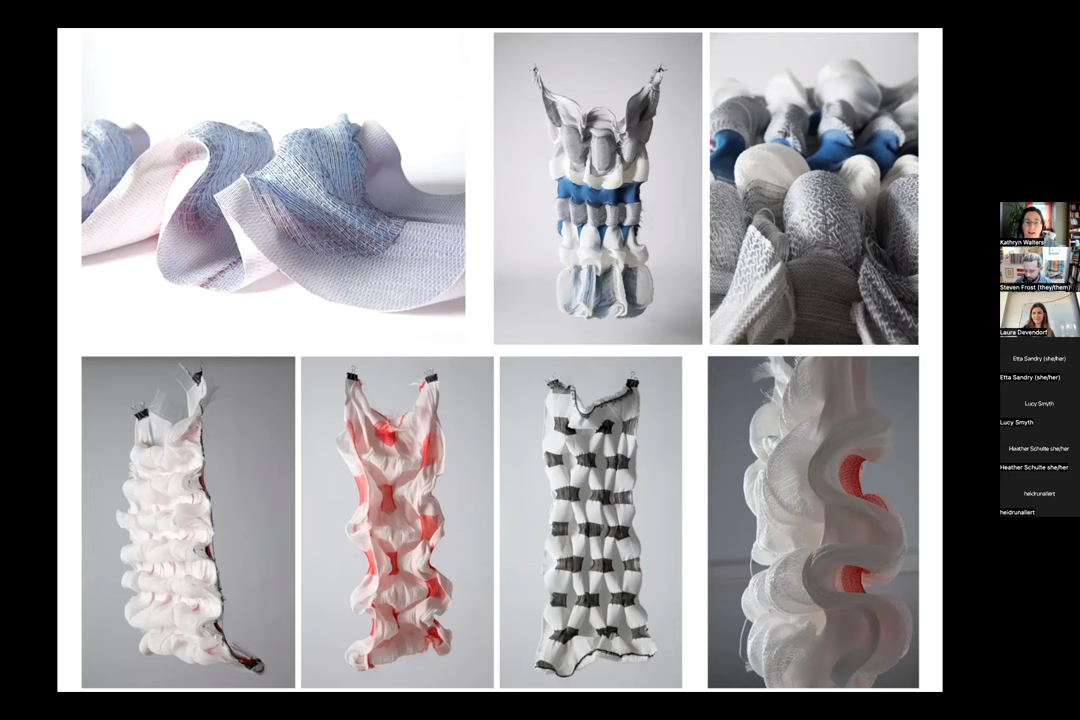 Kathryn Walters
Steven Frost (they/them)
Laura Devendorf
Etta Sandry (she/her)
Etta Sandry (she/her)
Lucy Smyth
Lucy Smyth
Heather Schulte she/her
Heather Schulte she/her
heidrunallert
heidrunallert